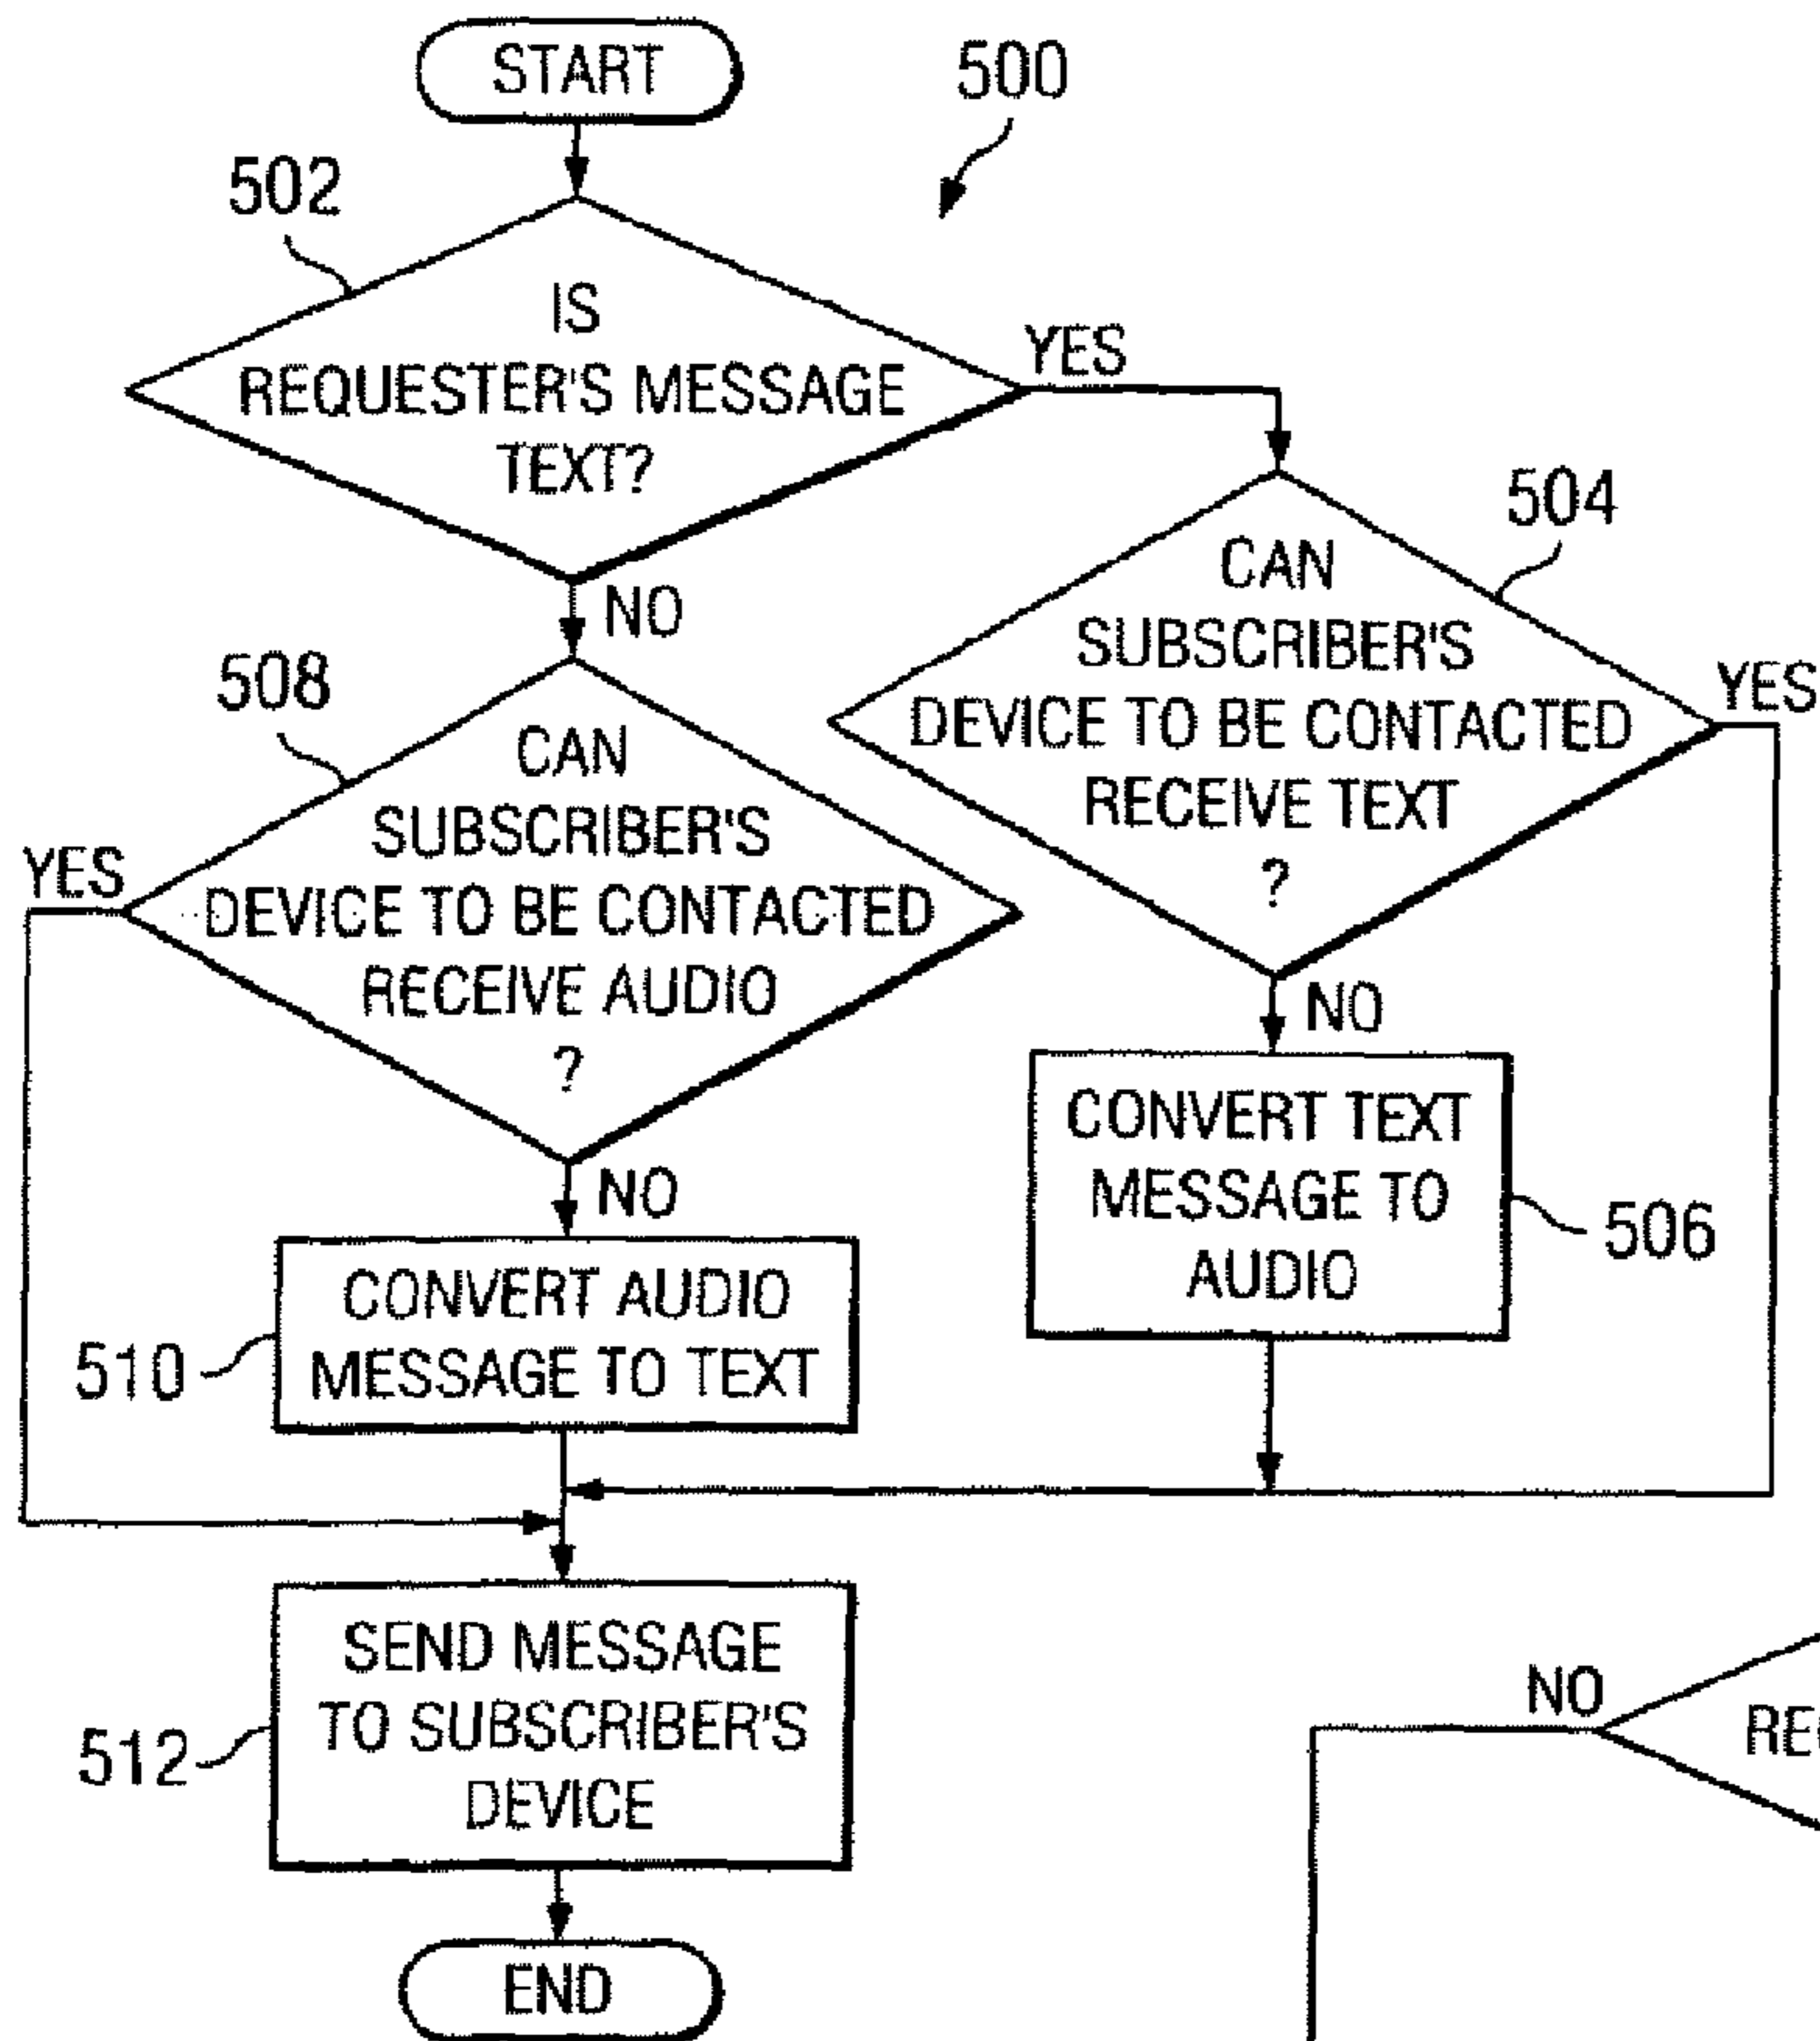 START
500
502
IS
REQUESTER'S MESSAGE
TEXT?
YES
NO
504
CAN
SUBSCRIBER'S
DEVICE TO BE CONTACTED
RECEIVE TEXT
?
YES
NO
508
CAN
SUBSCRIBER'S
DEVICE TO BE CONTACTED
RECEIVE AUDIO
?
YES
NO
CONVERT TEXT
MESSAGE TO
AUDIO
506
CONVERT AUDIO
MESSAGE TO TEXT
510
SEND MESSAGE
TO SUBSCRIBER'S
DEVICE
512
END
NO